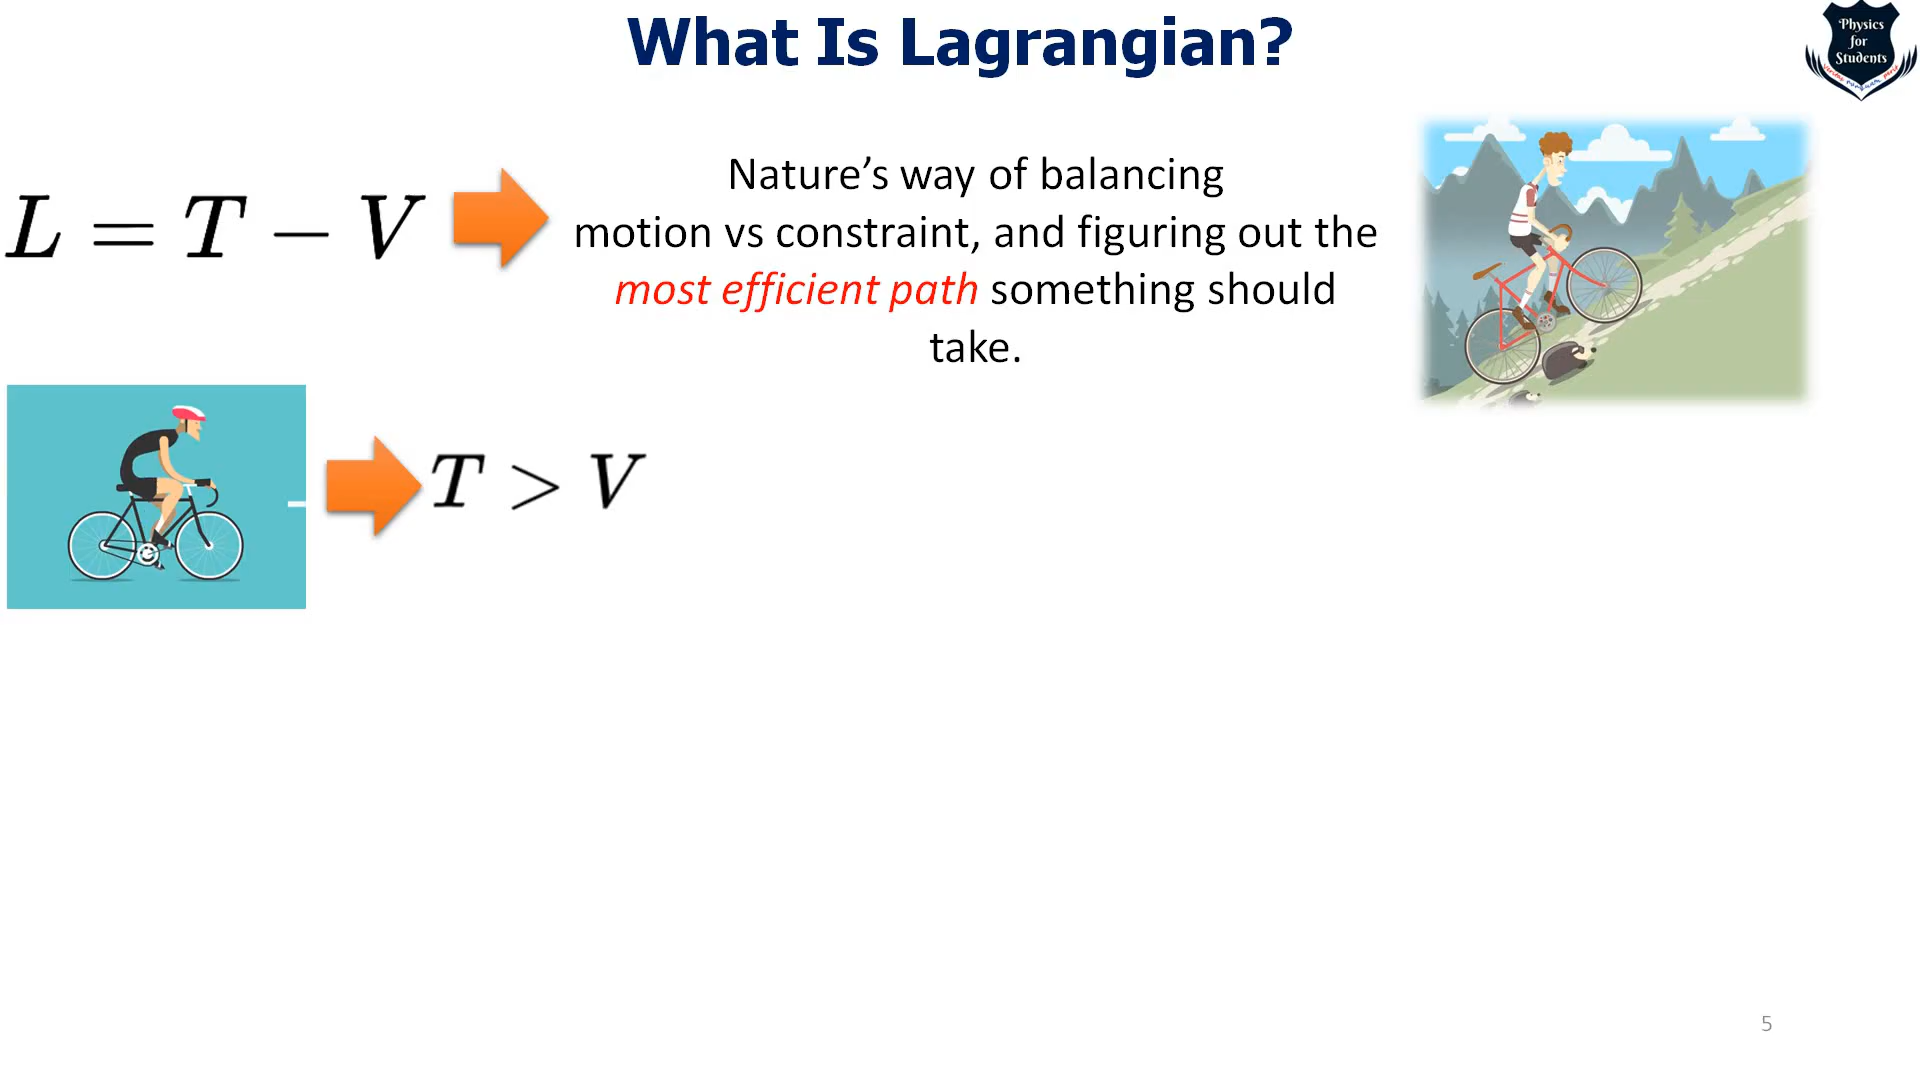 What Is Lagrangian?
Physics
for
Students
L = T − V
Nature’s way of balancing
motion vs constraint, and figuring out the
most efficient path something should
take.
T > V
5